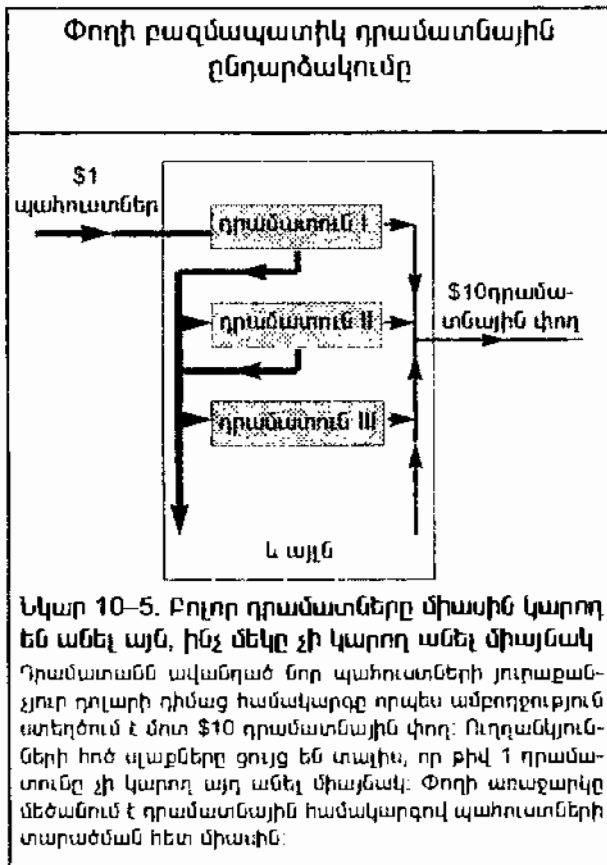 Փողի բազմապատիկ դրամատնային
ընդարձակումը
$1
պահուստներ
դրամատուն I
դրամատուն II
$10դրամա-
տնային փող
դրամատուն III
և այլն
Նկար 10–5. Բոլոր դրամատները միասին կարող
են անել այն, ինչ մեկը չի կարող անել միայնակ
Դրամատանն ավանդած նոր պահուստների յուրաքան-
չյուր դոլարի դիմաց համակարգը որպես ամբողջություն
ստեղծում է մոտ $10 դրամատնային փող: Ուղղանկյուն-
ների հոծ սլաքները ցույց են տալիս, որ թիվ 1 դրամա-
տունը չի կարող այդ անել միայնակ: Փողի առաջարկը
մեծանում է դրամատնային համակարգով պահուստների
տարածման հետ միասին: